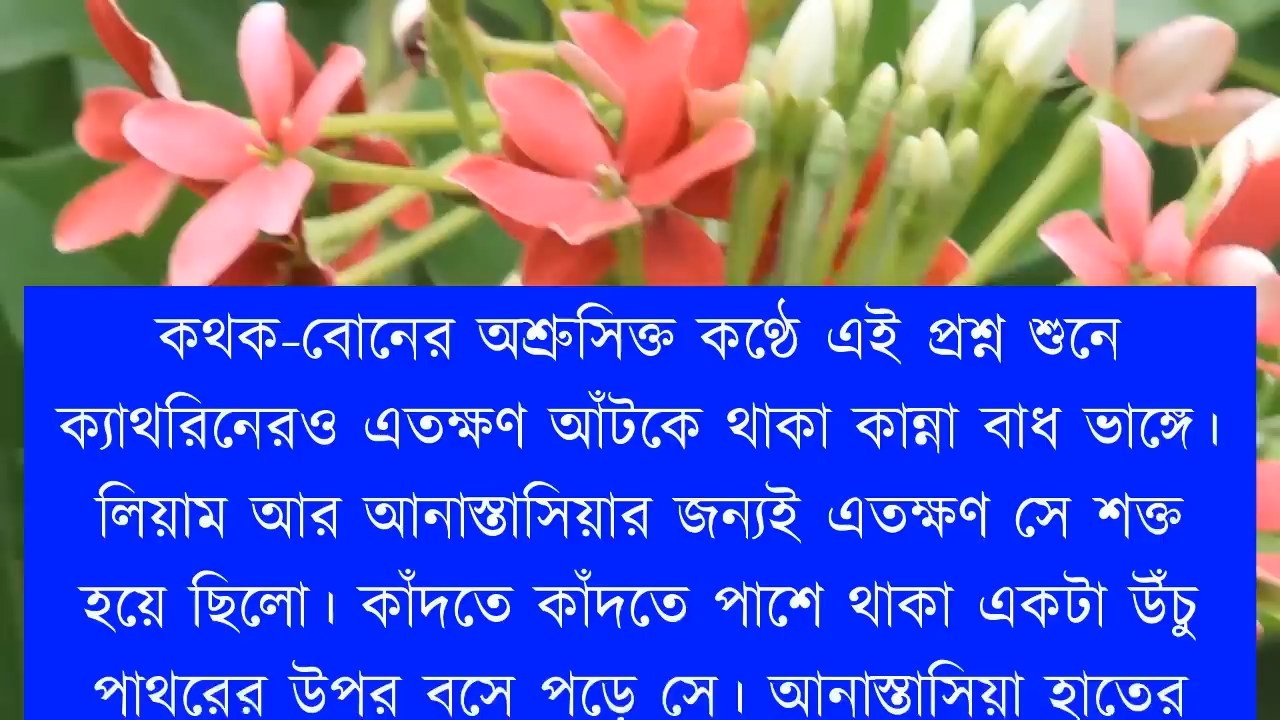 কথক-বোনের অশ্রুসিক্ত কণ্ঠে এই প্রশ্ন শুনে
ক্যাথরিনেরও এতক্ষণ আঁটকে থাকা কান্না বাধ ভাঙ্গে।
লিয়াম আর আনাস্তাসিয়ার জন্যই এতক্ষণ সে শক্ত
হয়ে ছিলো। কাঁদতে কাঁদতে পাশে থাকা একটা উঁচু
পাথরের উপর বসে পড়ে সে। আনাস্তাসিয়া হাতের